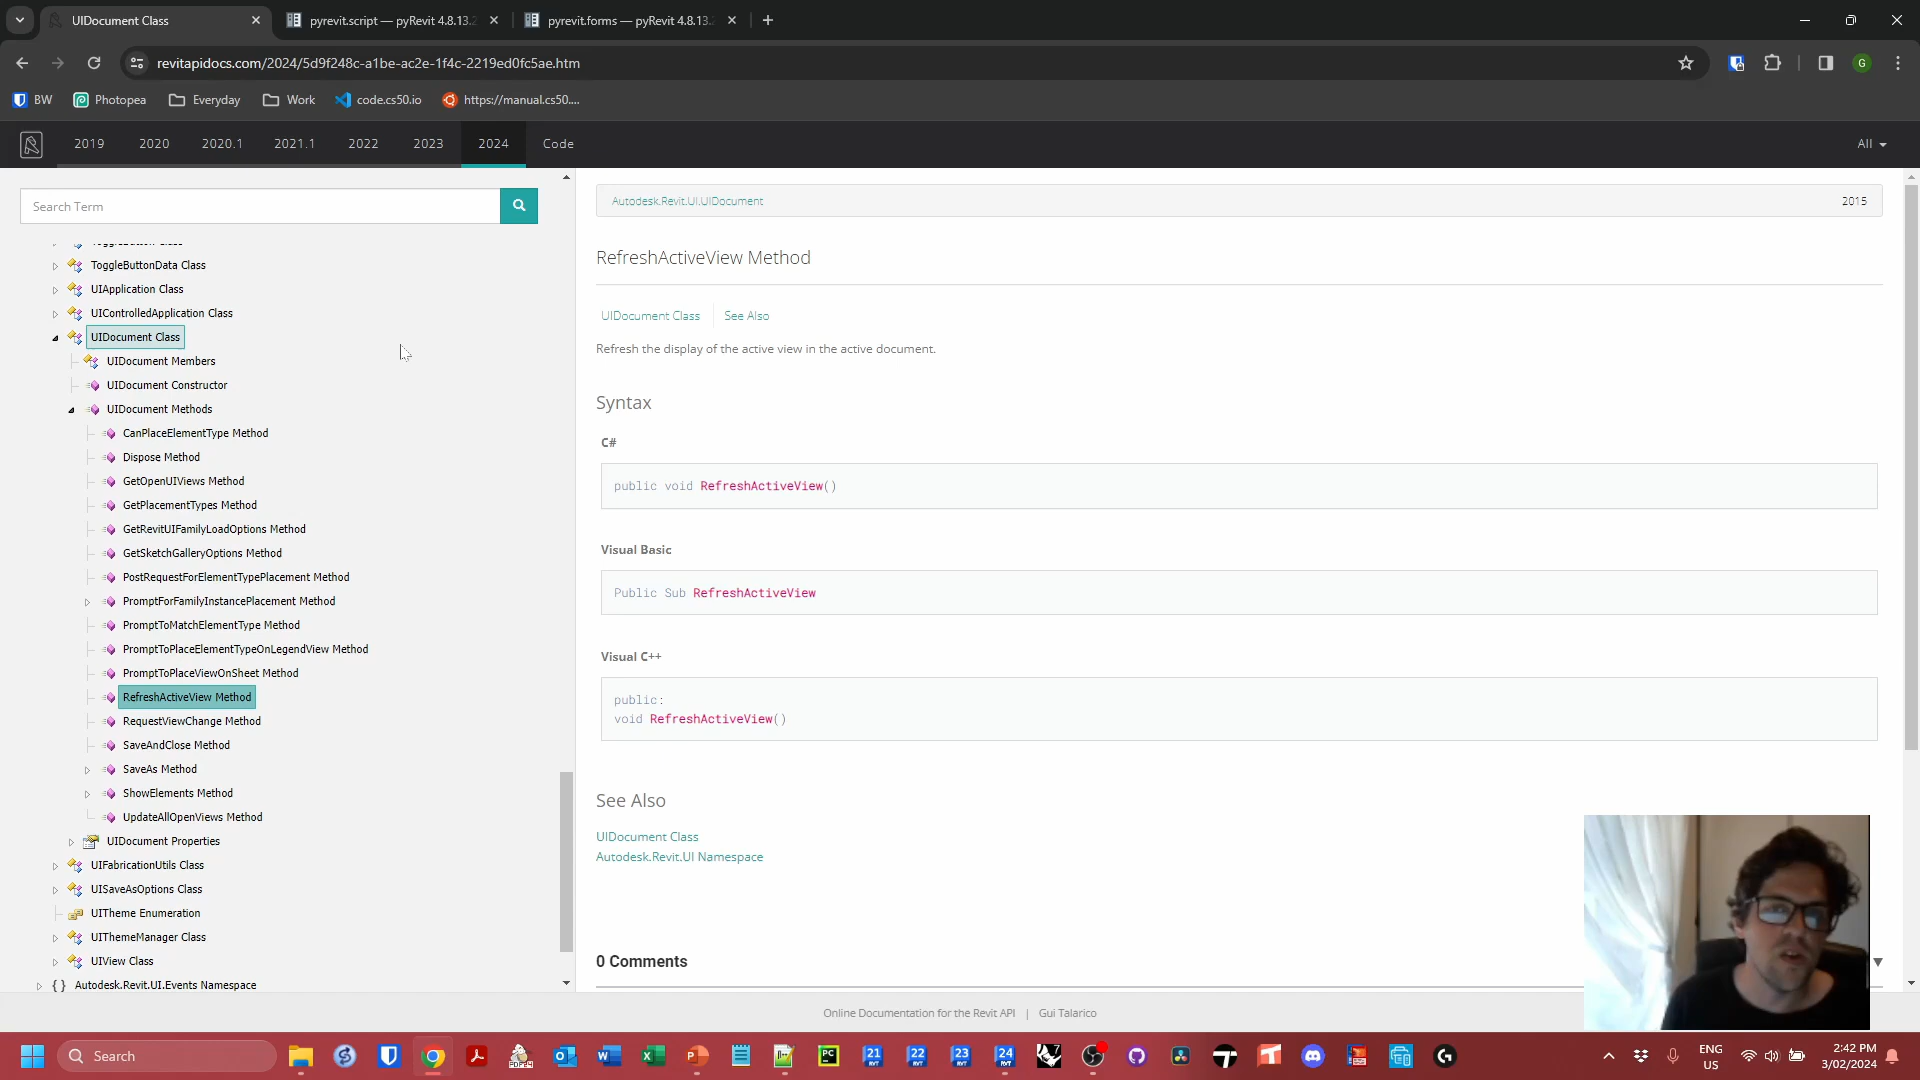 UIDocument Class
pyrevit.script — pyRevit 4.8.13.2
pyrevit.forms — pyRevit 4.8.13.
revitapidocs.com/2024/5d9f248c-a1be-ac2e-1f4c-2219ed0fc5ae.htm
G
BW
Photopea
Everyday
Work
code.cs50.io
https://manual.cs50....
2019
2020
2020.1
2021.1
2022
2023
2024
Code
All
Search Term
ToggleButtonData Class
UIApplication Class
UIControlledApplication Class
UIDocument Class
UIDocument Members
UIDocument Constructor
UIDocument Methods
CanPlaceElementType Method
Dispose Method
GetOpenUIViews Method
GetPlacementTypes Method
GetRevitUIFamilyLoadOptions Method
GetSketchGalleryOptions Method
PostRequestForElementTypePlacement Method
PromptForFamilyInstancePlacement Method
PromptToMatchElementType Method
PromptToPlaceElementTypeOnLegendView Method
PromptToPlaceViewOnSheet Method
RefreshActiveView Method
RequestViewChange Method
SaveAndClose Method
SaveAs Method
ShowElements Method
UpdateAllOpenViews Method
UIDocument Properties
UIFabricationUtils Class
UISaveAsOptions Class
UITheme Enumeration
UIThemeManager Class
UIView Class
{ } Autodesk.Revit.UI.Events Namespace
Autodesk.Revit.UI.UIDocument
2015
RefreshActiveView Method
UIDocument Class
See Also
Refresh the display of the active view in the active document.
Syntax
C#
public void RefreshActiveView()
Visual Basic
Public Sub RefreshActiveView
Visual C++
public:
void RefreshActiveView()
See Also
UIDocument Class
Autodesk.Revit.UI Namespace
0 Comments
Online Documentation for the Revit API | Gui Talarico
Search
PC
21
22
23
24
ENG
US
2:42 PM
3/02/2024